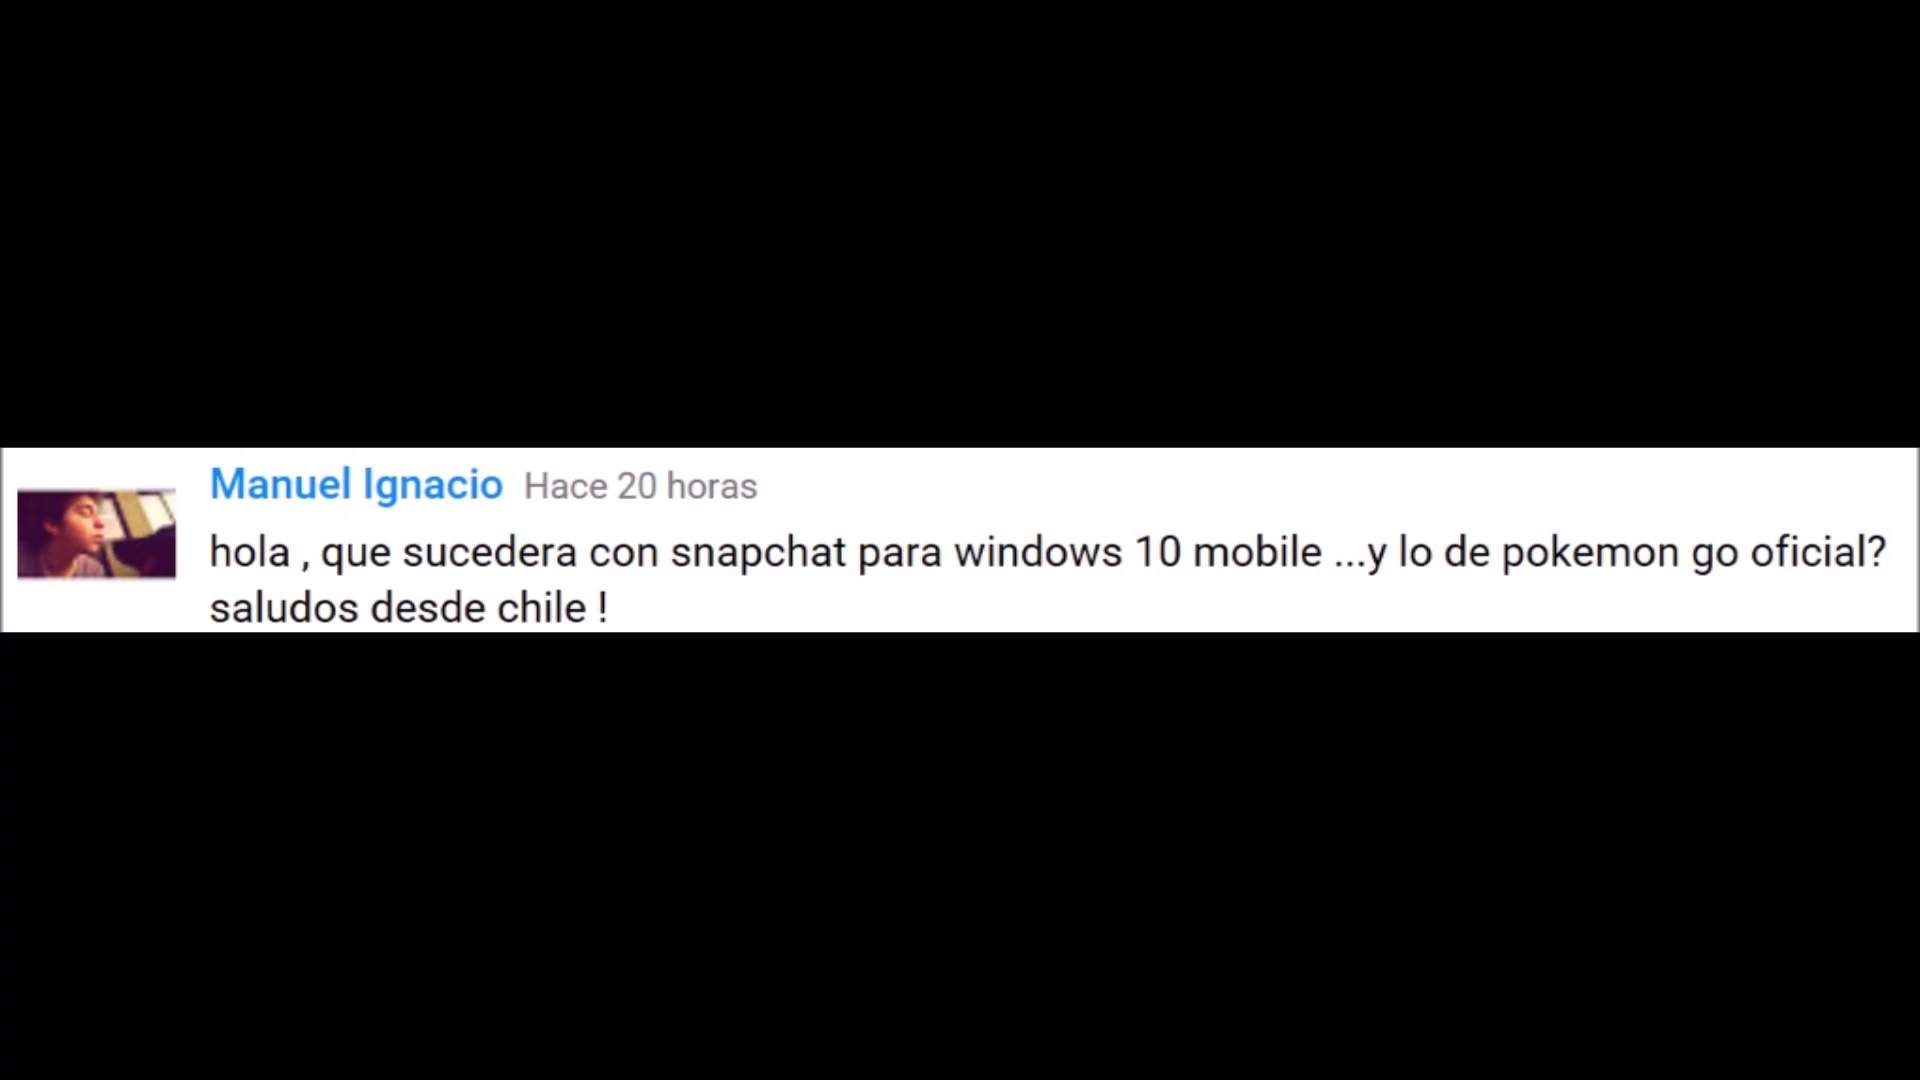 Manuel Ignacio Hace 20 horas
hola , que sucedera con snapchat para windows 10 mobile ...y lo de pokemon go oficial?
saludos desde chile !